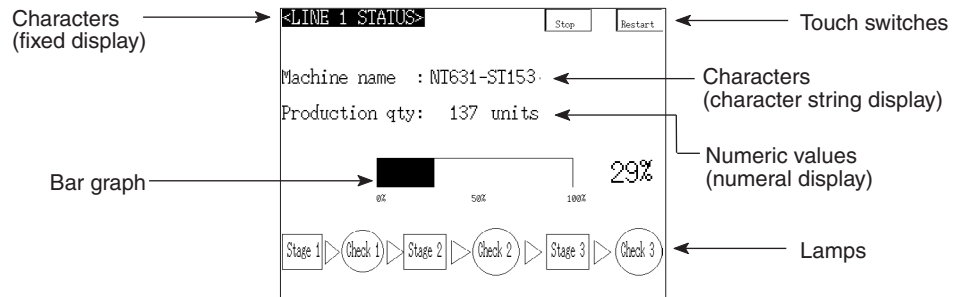 Characters
(fixed display)
<LINE 1 STATUS>
Stop
Restart
Touch switches
Machine name : NT631-ST153
Characters
(character string display)
Production qty: 137 units
Numeric values
(numeral display)
Bar graph
29%
0% 50% 100%
Stage 1 Check 1 Stage 2 Check 2 Stage 3 Check 3
Lamps